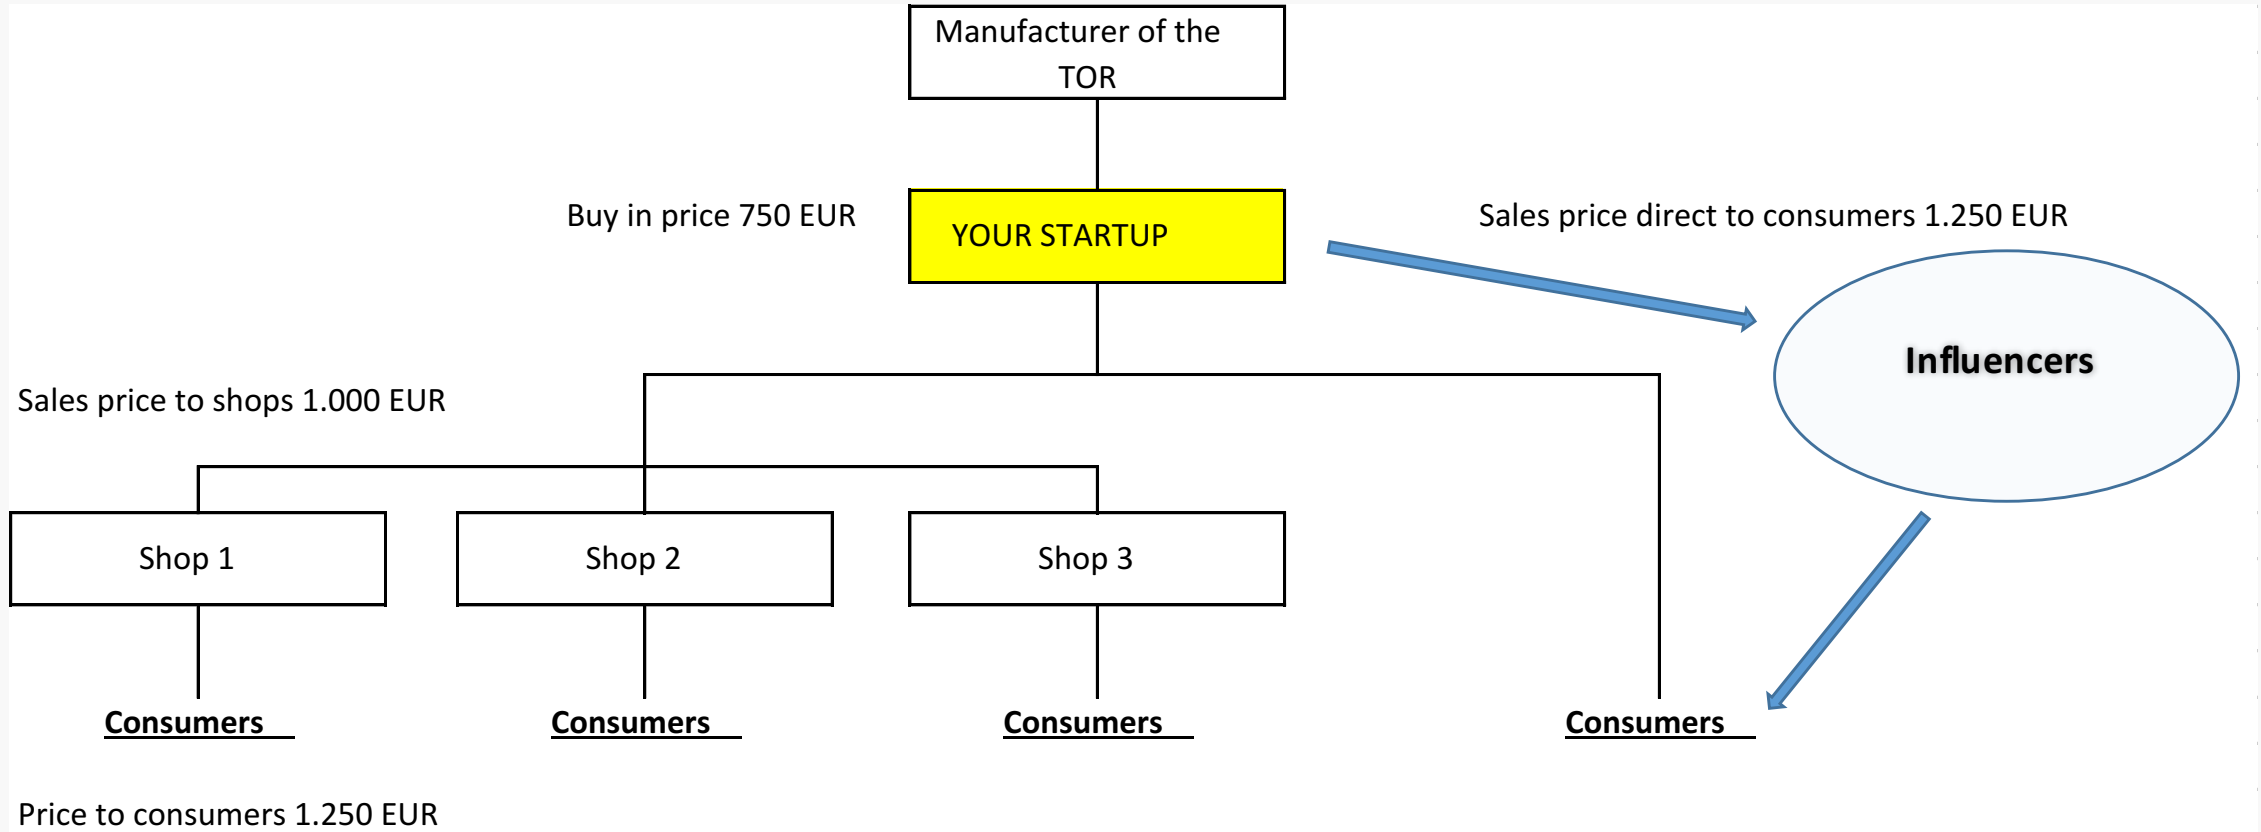 Manufacturer of the
TOR
Buy in price 750 EUR
YOUR STARTUP
Sales price direct to consumers 1.250 EUR
Influencers
Sales price to shops 1.000 EUR
Shop 1
Shop 2
Shop 3
Consumers
Consumers
Consumers
Consumers
Price to consumers 1.250 EUR